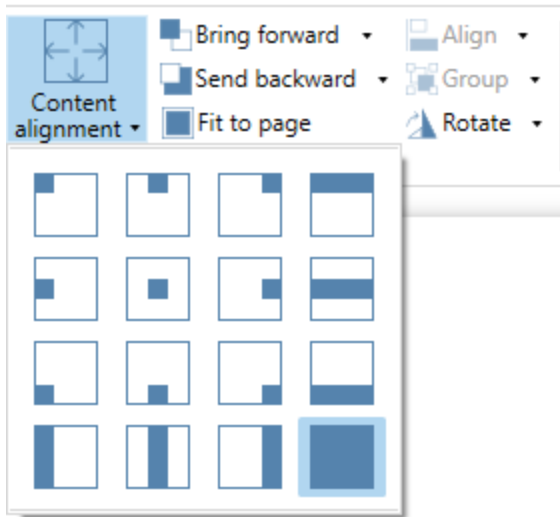 Content
alignment
Bring forward
Send backward
Fit to page
Align
Group
Rotate